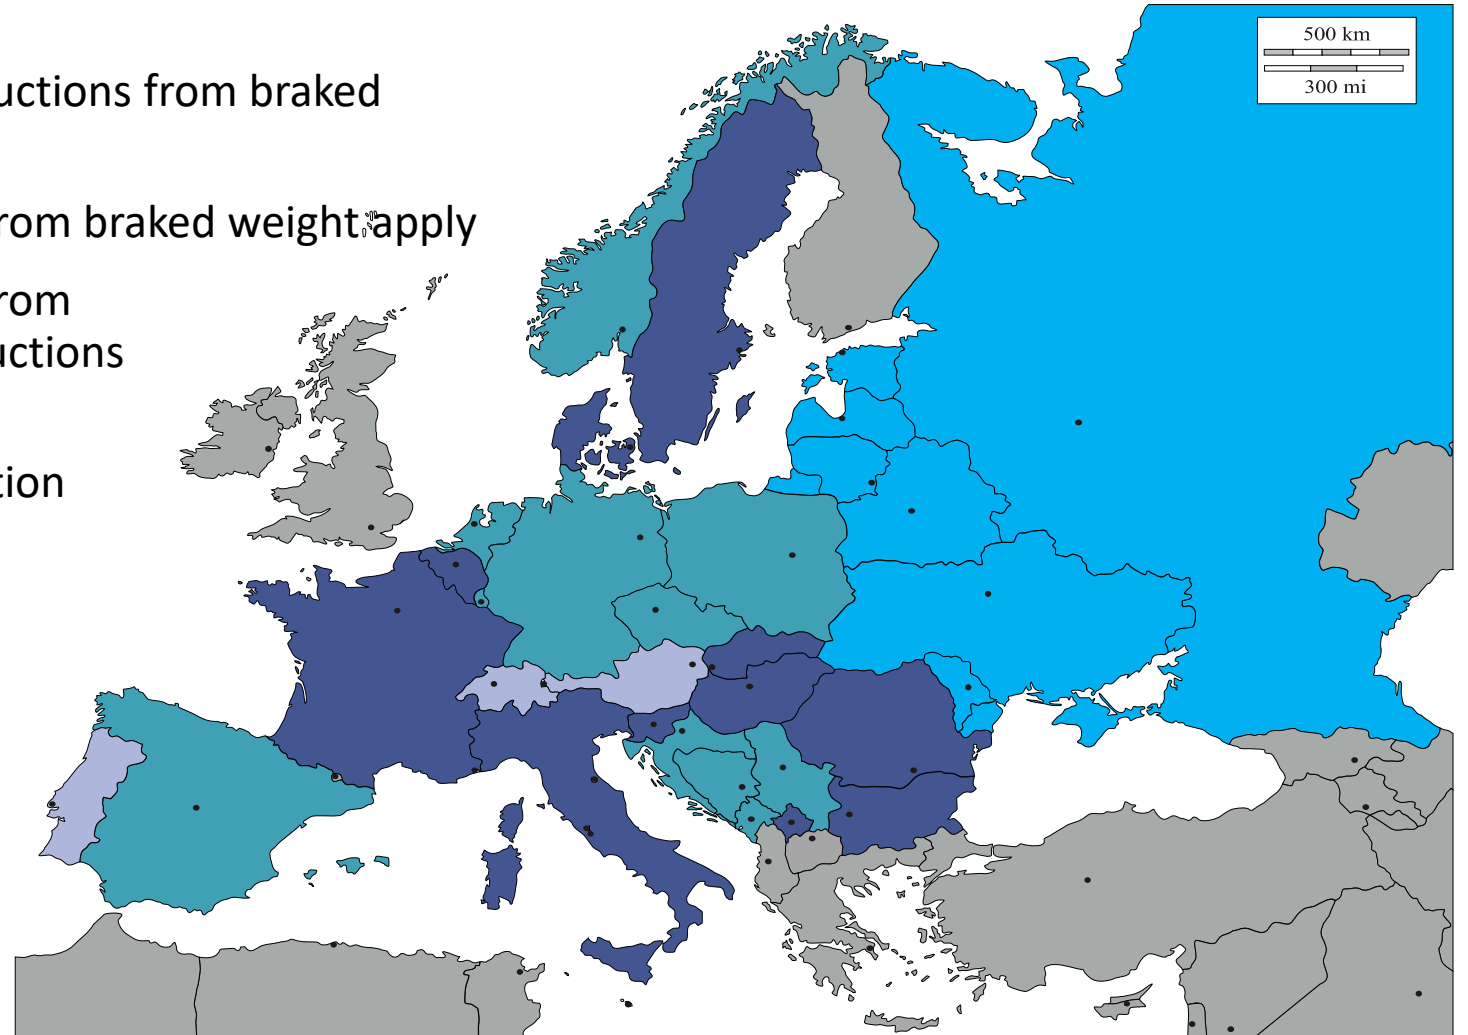 uctions from braked
rom braked weight apply
rom
uctions
tion
500 km
300 mi